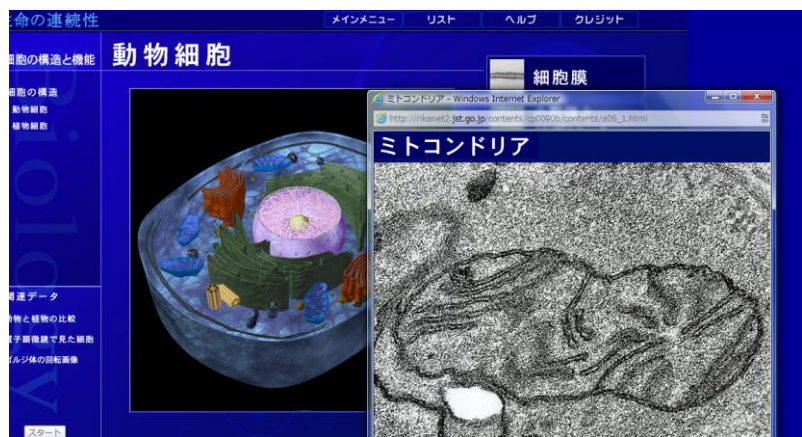 生命の連続性
メインメニュー
リスト
ヘルプ
クレジット
細胞の構造と機能
動物細胞
細胞の構造
動物細胞
植物細胞
細胞膜
ミトコンドリア - Windows Internet Explorer
http://rikanet2.jst.go.jp/contents/cp0090b/contents/a06_1.html
ミトコンドリア
Biology
関連データ
動物と植物の比較
電子顕微鏡で見た細胞
ゴルジ体の回転画像
スタート